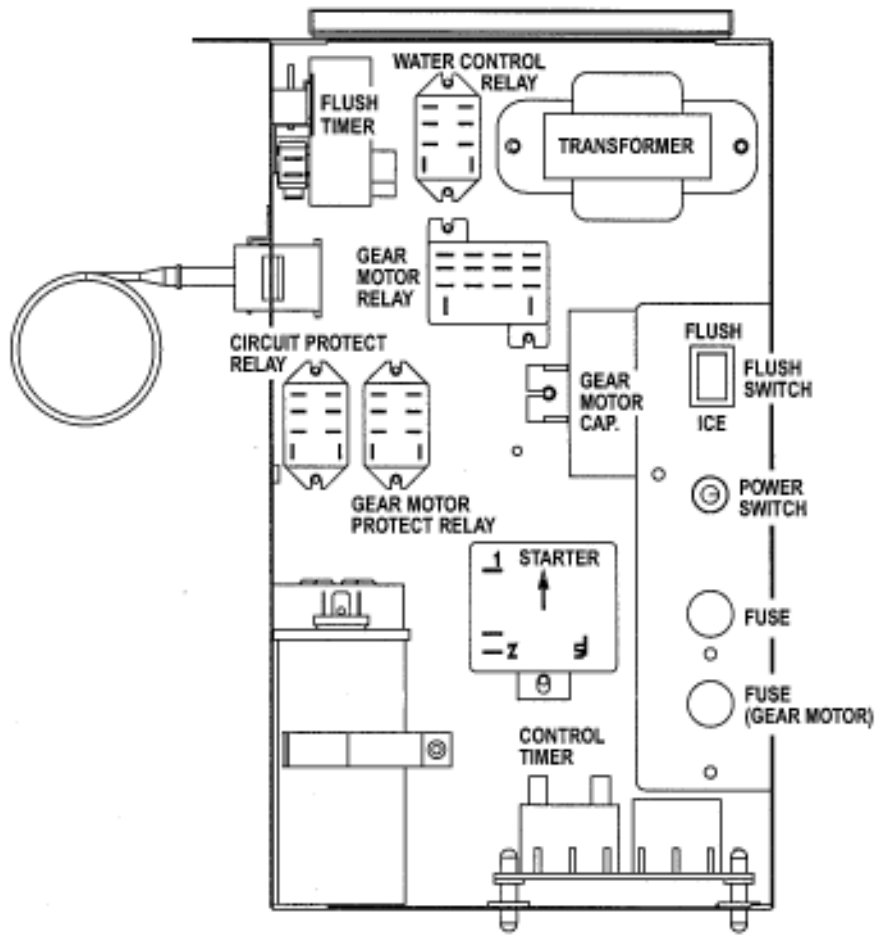 WATER CONTROL
RELAY
FLUSH
TIMER
TRANSFORMER
GEAR
MOTOR
RELAY
CIRCUIT PROTECT
RELAY
FLUSH
FLUSH
SWITCH
ICE
GEAR
MOTOR
CAP.
POWER
SWITCH
GEAR MOTOR
PROTECT RELAY
1 STARTER
2
5
FUSE
FUSE
(GEAR MOTOR)
CONTROL
TIMER